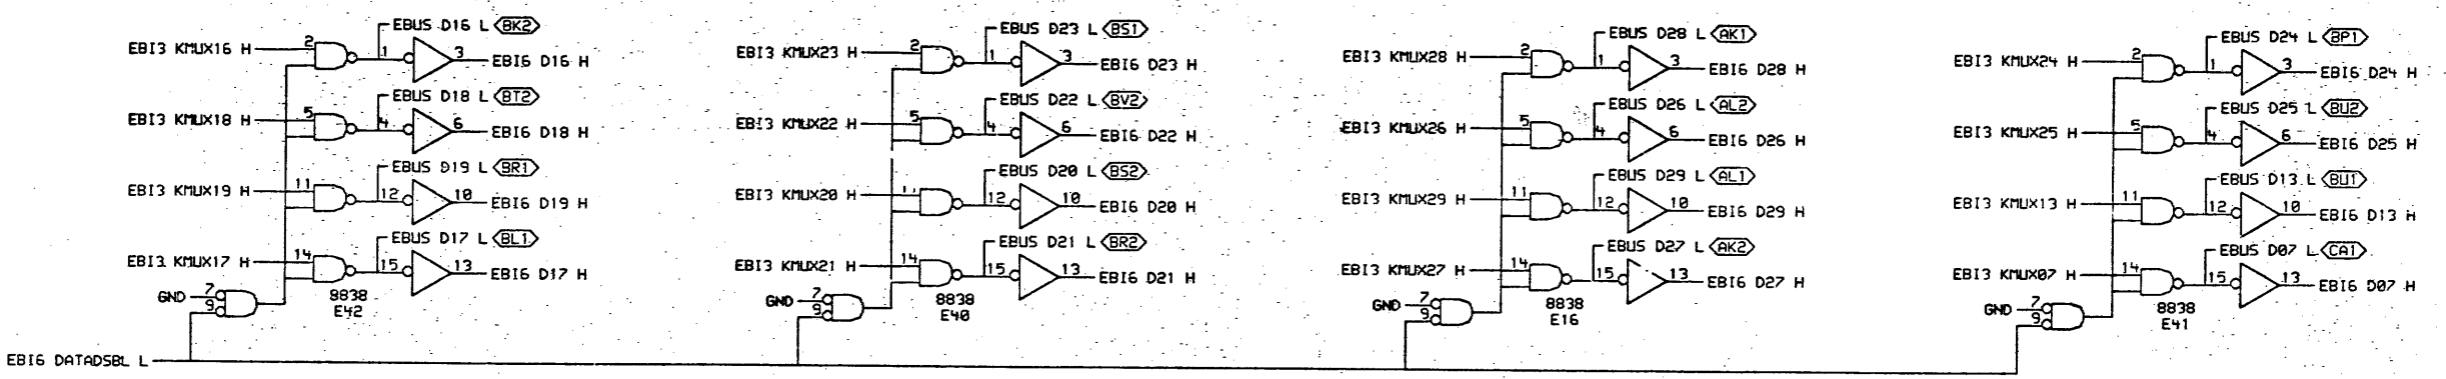 EBUS D16 L BK2
EBI3 KMUX16 H 2 1 3 EBI6 D16 H
EBUS D18 L BT2
EBI3 KMUX18 H 5 4 6 EBI6 D18 H
EBUS D19 L BR1
EBI3 KMUX19 H 11 12 10 EBI6 D19 H
EBUS D17 L BL1
EBI3 KMUX17 H 14 15 13 EBI6 D17 H
GND 7
9
8838
E42
EBUS D23 L BS1
EBI3 KMUX23 H 2 1 3 EBI6 D23 H
EBUS D22 L BV2
EBI3 KMUX22 H 5 4 6 EBI6 D22 H
EBUS D20 L BS2
EBI3 KMUX20 H 12 10 EBI6 D20 H
EBUS D21 L BR2
EBI3 KMUX21 H 14 15 13 EBI6 D21 H
GND 7
9
8838
E40
EBUS D28 L AK1
EBI3 KMUX28 H 2 1 3 EBI6 D28 H
EBUS D26 L AL2
EBI3 KMUX26 H 5 4 6 EBI6 D26 H
EBUS D29 L AL1
EBI3 KMUX29 H 11 12 10 EBI6 D29 H
EBUS D27 L AK2
EBI3 KMUX27 H 14 15 13 EBI6 D27 H
GND 7
9
8838
E16
EBUS D24 L BP1
EBI3 KMUX24 H 2 1 3 EBI6 D24 H
EBUS D25 L BU2
EBI3 KMUX25 H 5 4 6 EBI6 D25 H
EBUS D13 L BU1
EBI3 KMUX13 H 11 12 10 EBI6 D13 H
EBUS D07 L CA1
EBI3 KMUX07 H 14 15 13 EBI6 D07 H
GND 7
9
8838
E41
EBI6 DATADSBL L